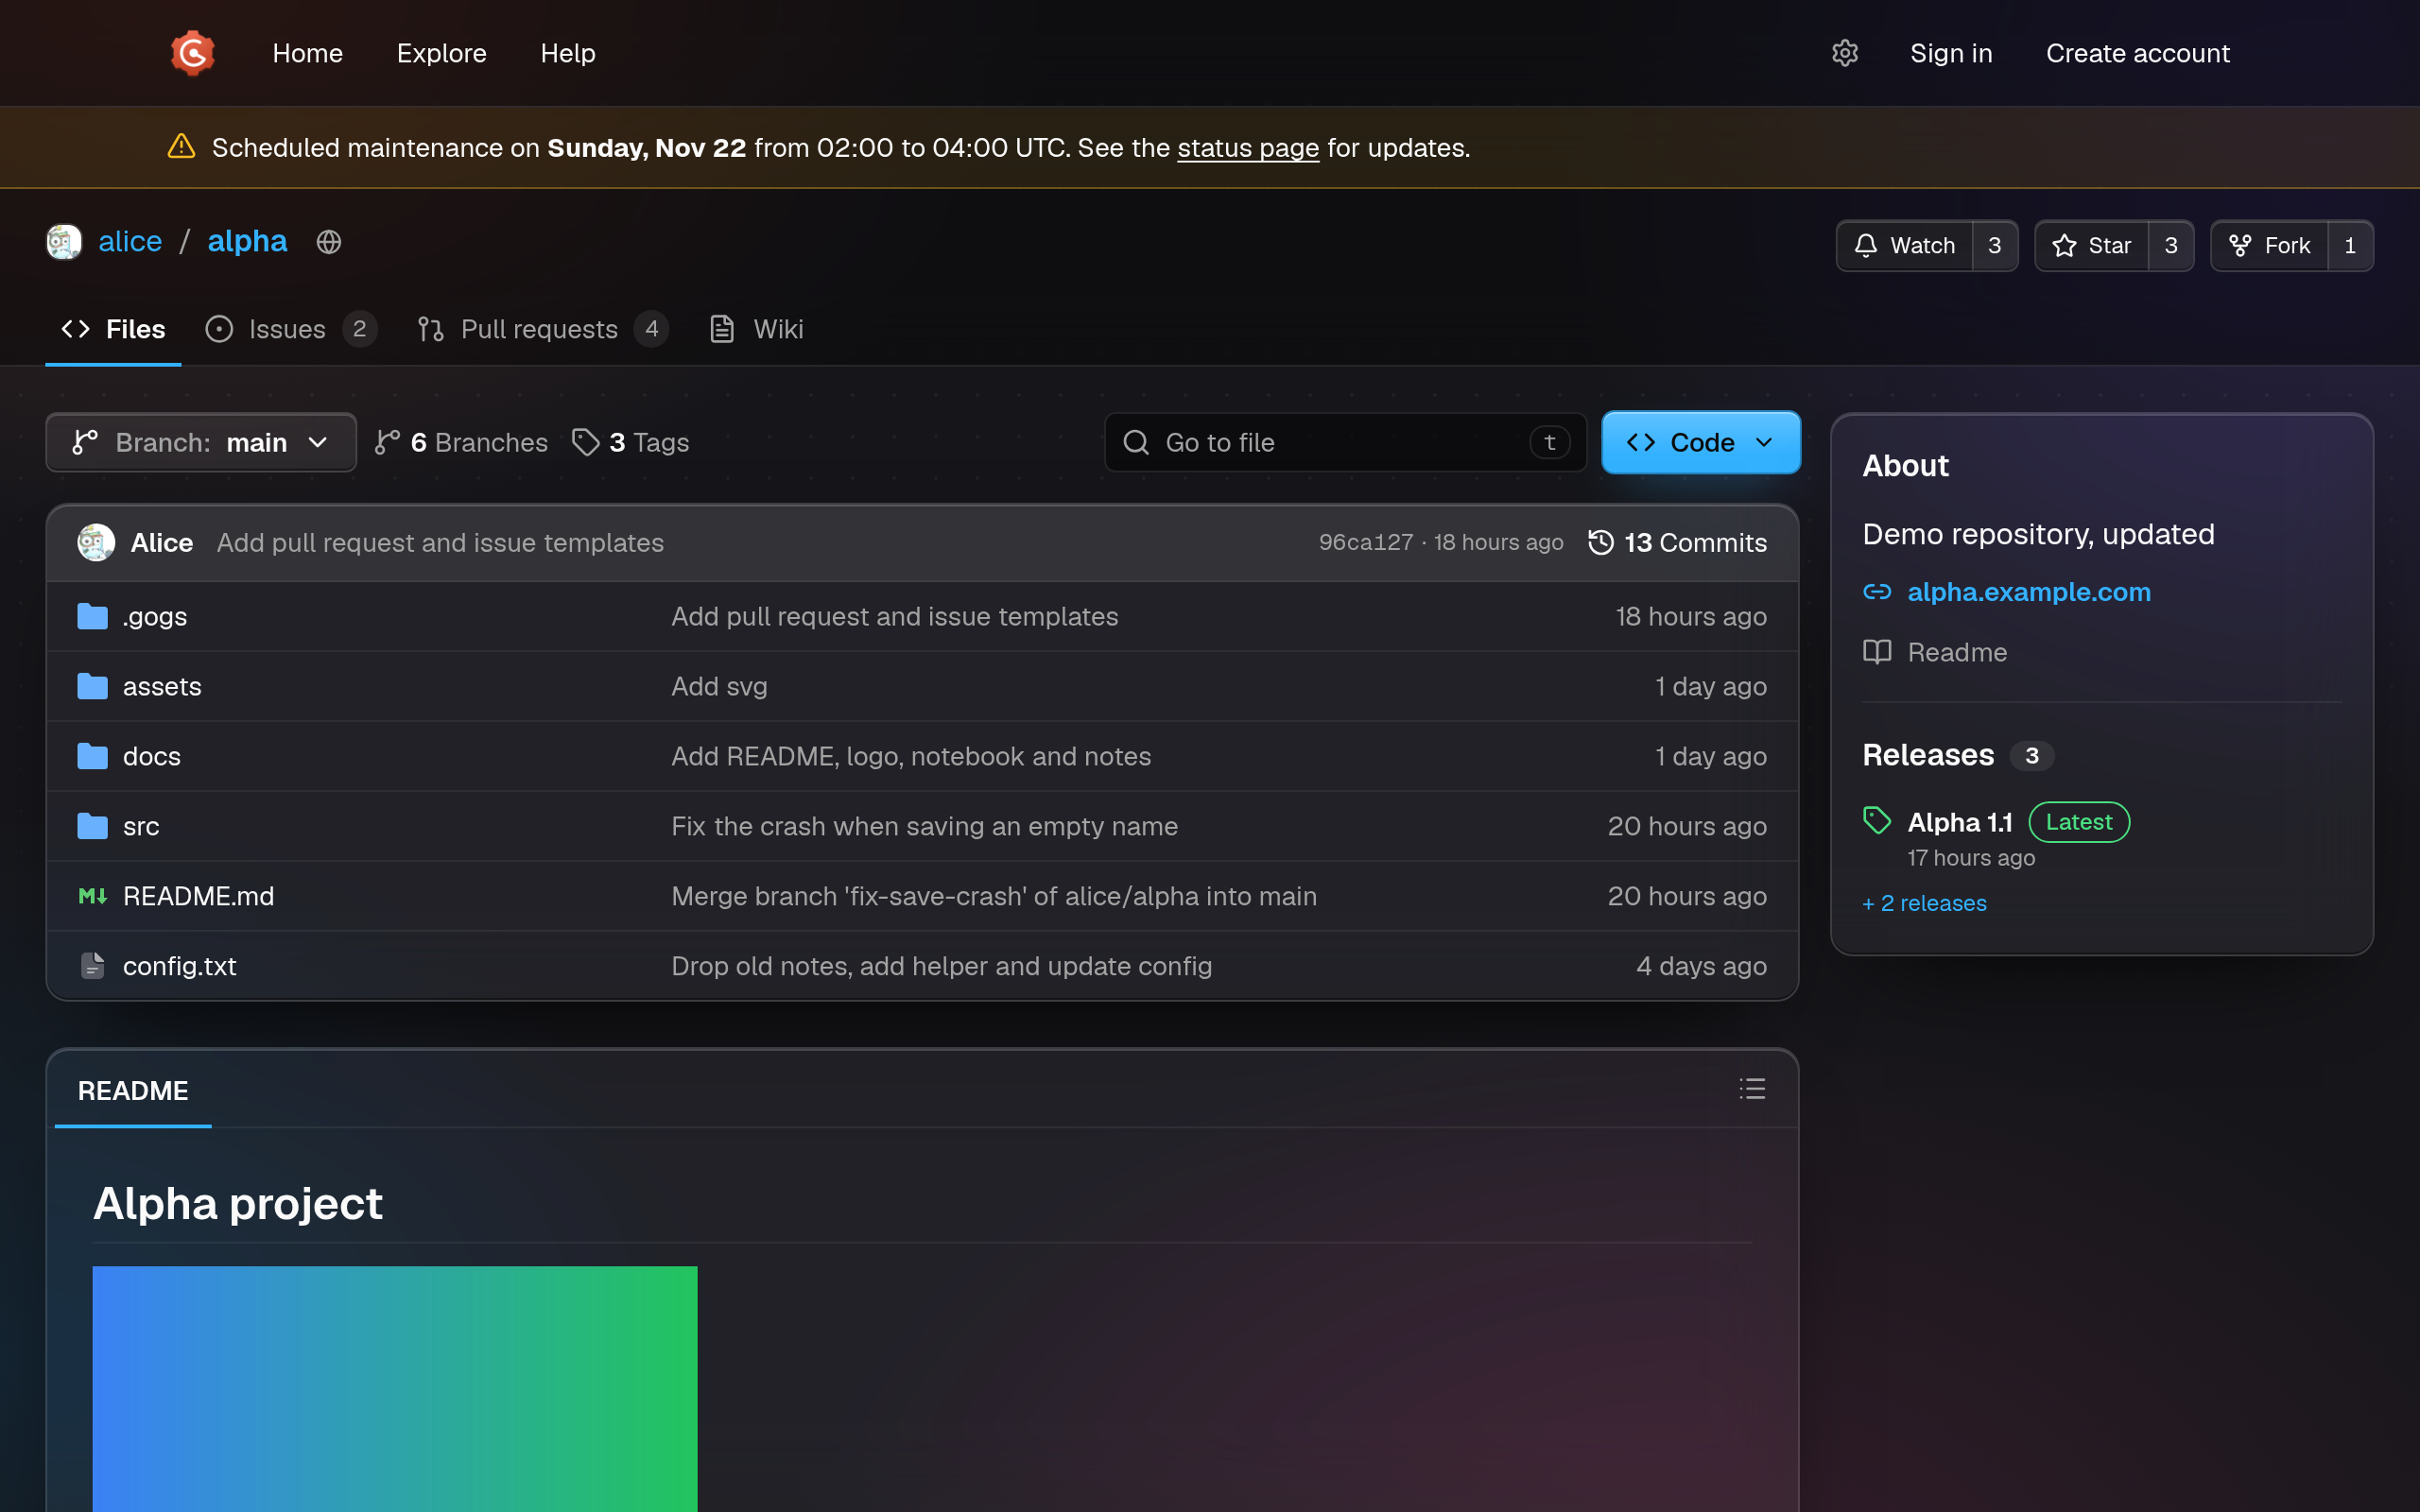 Home Explore Help Sign in Create account
Scheduled maintenance on Sunday, Nov 22 from 02:00 to 04:00 UTC. See the status page for updates.
alice / alpha
Watch 3 Star 3 Fork 1
Files Issues 2 Pull requests 4 Wiki
Branch: main 6 Branches 3 Tags Go to file t Code
Alice Add pull request and issue templates 96ca127 · 18 hours ago 13 Commits
.gogs Add pull request and issue templates 18 hours ago
assets Add svg 1 day ago
docs Add README, logo, notebook and notes 1 day ago
src Fix the crash when saving an empty name 20 hours ago
README.md Merge branch 'fix-save-crash' of alice/alpha into main 20 hours ago
config.txt Drop old notes, add helper and update config 4 days ago
About
Demo repository, updated
alpha.example.com
Readme
Releases 3
Alpha 1.1 Latest
17 hours ago
+ 2 releases
README
Alpha project